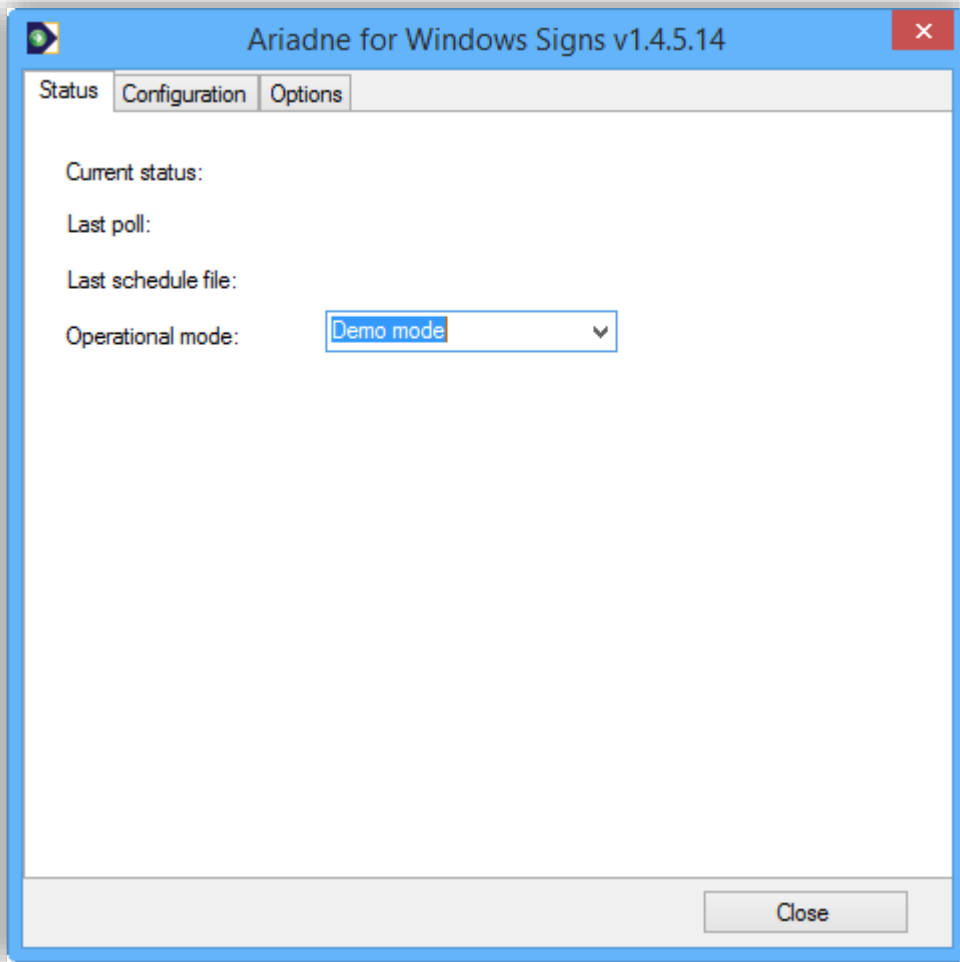 Ariadne for Windows Signs v1.4.5.14
Status Configuration Options
Current status:
Last poll:
Last schedule file:
Operational mode: Demo mode
Close